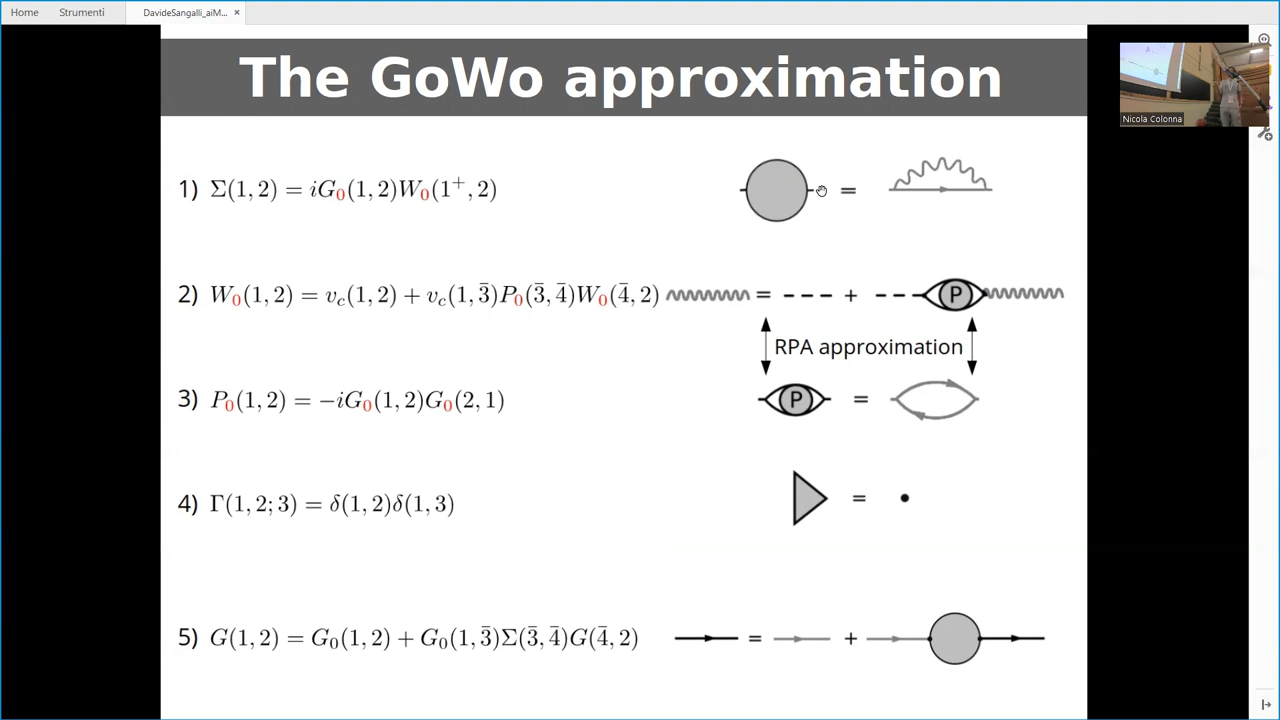 Home
Strumenti
DavideSangalli_aiM... ×
The GoWo approximation
Nicola Colonna
1) Σ(1, 2) = iG₀(1, 2)W₀(1⁺, 2)
=
2) W₀(1, 2) = v_c(1, 2) + v_c(1, 3̄)P₀(3̄, 4̄)W₀(4̄, 2)
= --- + --- P
RPA approximation
3) P₀(1, 2) = −iG₀(1, 2)G₀(2, 1)
P =
4) Γ(1, 2; 3) = δ(1, 2)δ(1, 3)
= •
5) G(1, 2) = G₀(1, 2) + G₀(1, 3̄)Σ(3̄, 4̄)G(4̄, 2)
= +